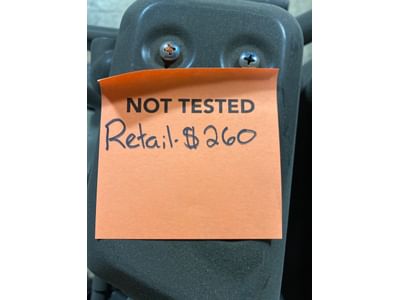 NOT TESTED
Retail. $260